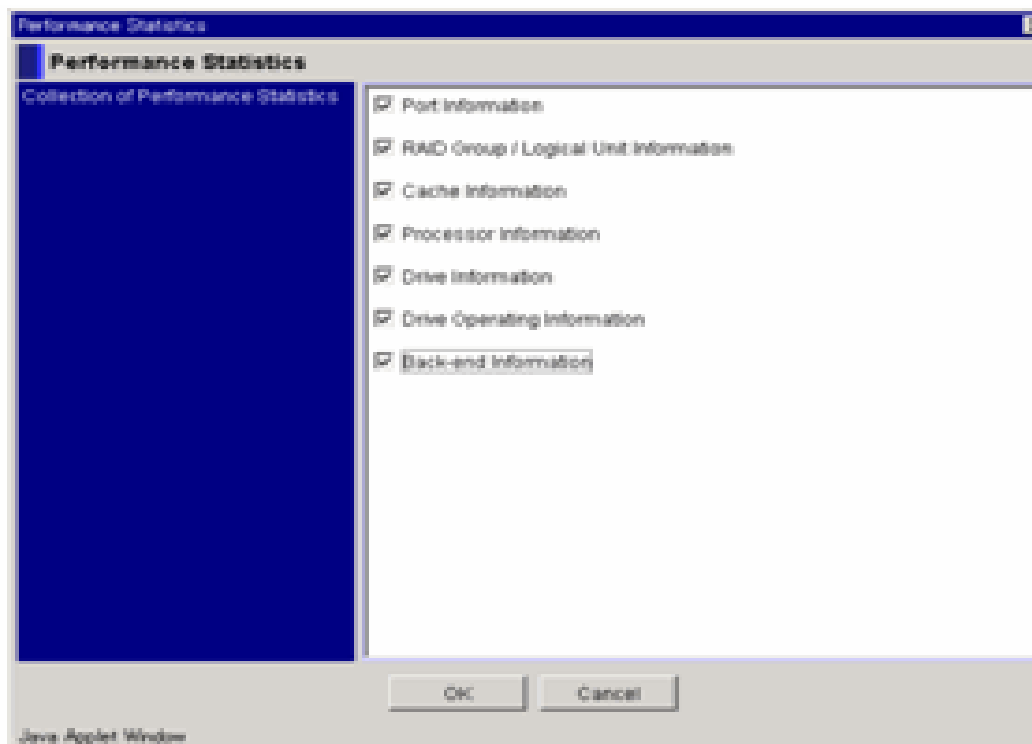 Performance Statistics
Performance Statistics
Collection of Performance Statistics
Port Information
RAID Group / Logical Unit Information
Cache Information
Processor Information
Drive Information
Drive Operating Information
Back-end Information
OK
Cancel
Java Applet Window